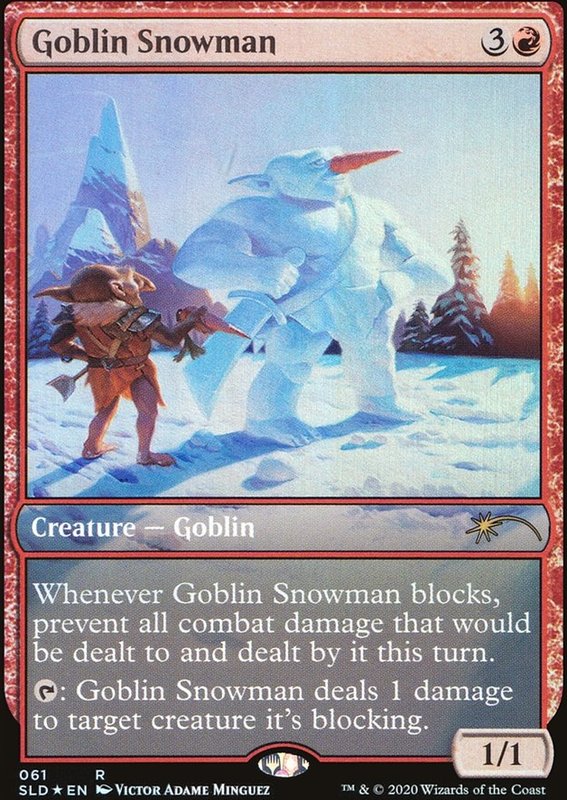 Goblin Snowman 3
Creature — Goblin
Whenever Goblin Snowman blocks,
prevent all combat damage that would
be dealt to and dealt by it this turn.
: Goblin Snowman deals 1 damage
to target creature it's blocking.
1/1
061 R
SLD ★ EN Victor Adame Minguez
™ & © 2020 Wizards of the Coast